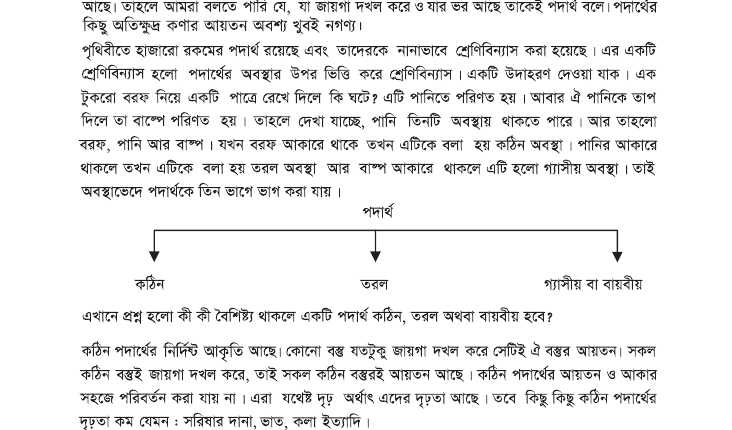 আছে। তাহলে আমরা বলতে পারি যে, যা জায়গা দখল করে ও যার ভর আছে তাকেই পদার্থ বলে। পদার্থের
কিছু অতিক্ষুদ্র কণার আয়তন অবশ্য খুবই নগণ্য।
পৃথিবীতে হাজারো রকমের পদার্থ রয়েছে এবং তাদেরকে নানাভাবে শ্রেণিবিন্যাস করা হয়েছে। এর একটি
শ্রেণিবিন্যাস হলো পদার্থের অবস্থার উপর ভিত্তি করে শ্রেণিবিন্যাস। একটি উদাহরণ দেওয়া যাক। এক
টুকরো বরফ নিয়ে একটি পাত্রে রেখে দিলে কি ঘটে? এটি পানিতে পরিণত হয়। আবার ঐ পানিকে তাপ
দিলে তা বাষ্পে পরিণত হয়। তাহলে দেখা যাচ্ছে, পানি তিনটি অবস্থায় থাকতে পারে। আর তাহলো
বরফ, পানি আর বাষ্প। যখন বরফ আকারে থাকে তখন এটিকে বলা হয় কঠিন অবস্থা। পানির আকারে
থাকলে তখন এটিকে বলা হয় তরল অবস্থা আর বাষ্প আকারে থাকলে এটি হলো গ্যাসীয় অবস্থা। তাই
অবস্থাভেদে পদার্থকে তিন ভাগে ভাগ করা যায়।
পদার্থ
কঠিন তরল গ্যাসীয় বা বায়বীয়
এখানে প্রশ্ন হলো কী কী বৈশিষ্ট্য থাকলে একটি পদার্থ কঠিন, তরল অথবা বায়বীয় হবে?
কঠিন পদার্থের নির্দিষ্ট আকৃতি আছে। কোনো বস্তু যতটুকু জায়গা দখল করে সেটিই ঐ বস্তুর আয়তন। সকল
কঠিন বস্তুই জায়গা দখল করে, তাই সকল কঠিন বস্তুরই আয়তন আছে। কঠিন পদার্থের আয়তন ও আকার
সহজে পরিবর্তন করা যায় না। এরা যথেষ্ট দৃঢ় অর্থাৎ এদের দৃঢ়তা আছে। তবে কিছু কিছু কঠিন পদার্থের
দৃঢ়তা কম যেমন : সরিষার দানা, ভাত, কলা ইত্যাদি।